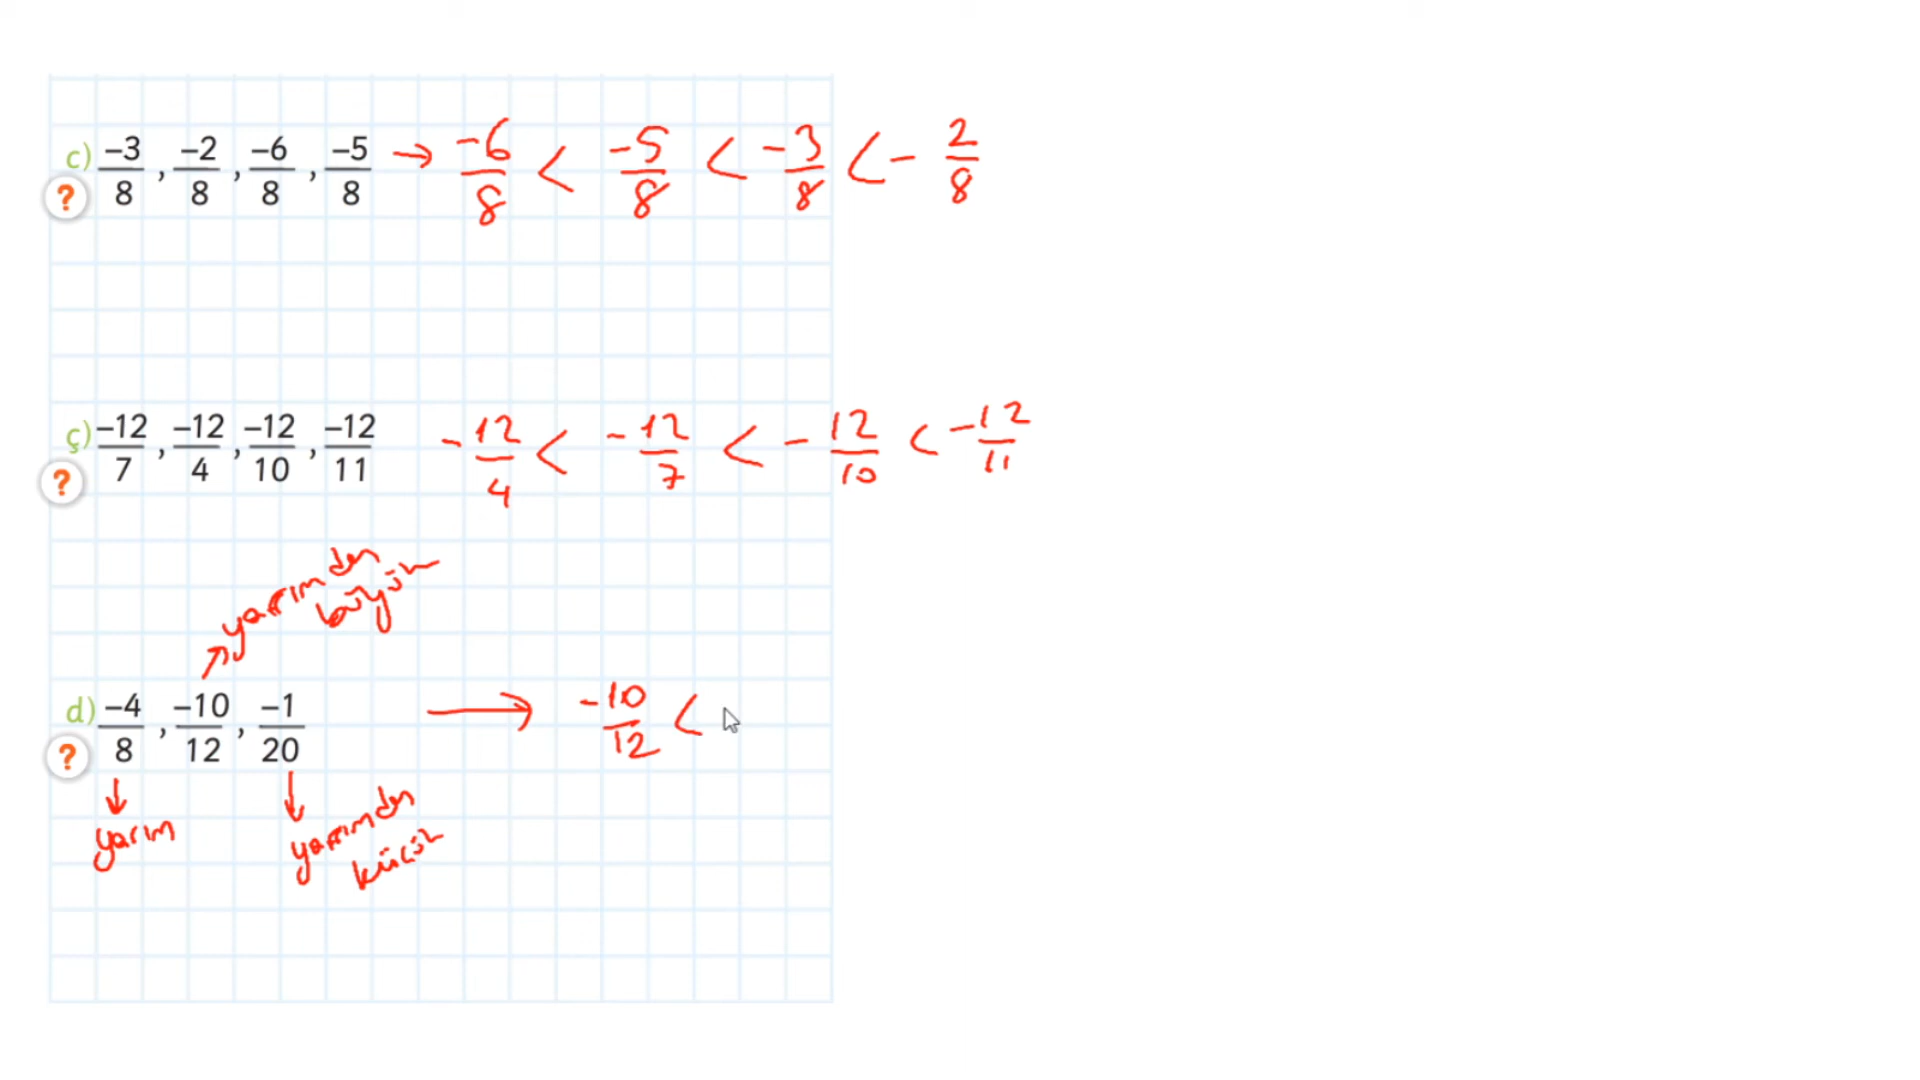 c) -3/8 , -2/8 , -6/8 , -5/8 → -6/8 < -5/8 < -3/8 < - 2/8
?
ç) -12/7 , -12/4 , -12/10 , -12/11 - 12/4 < - 12/7 < - 12/10 < -12/11
?
yarımdan
büyük
d) -4/8 , -10/12 , -1/20 → -10/12 <
?
yarım
yarımdan
küçük